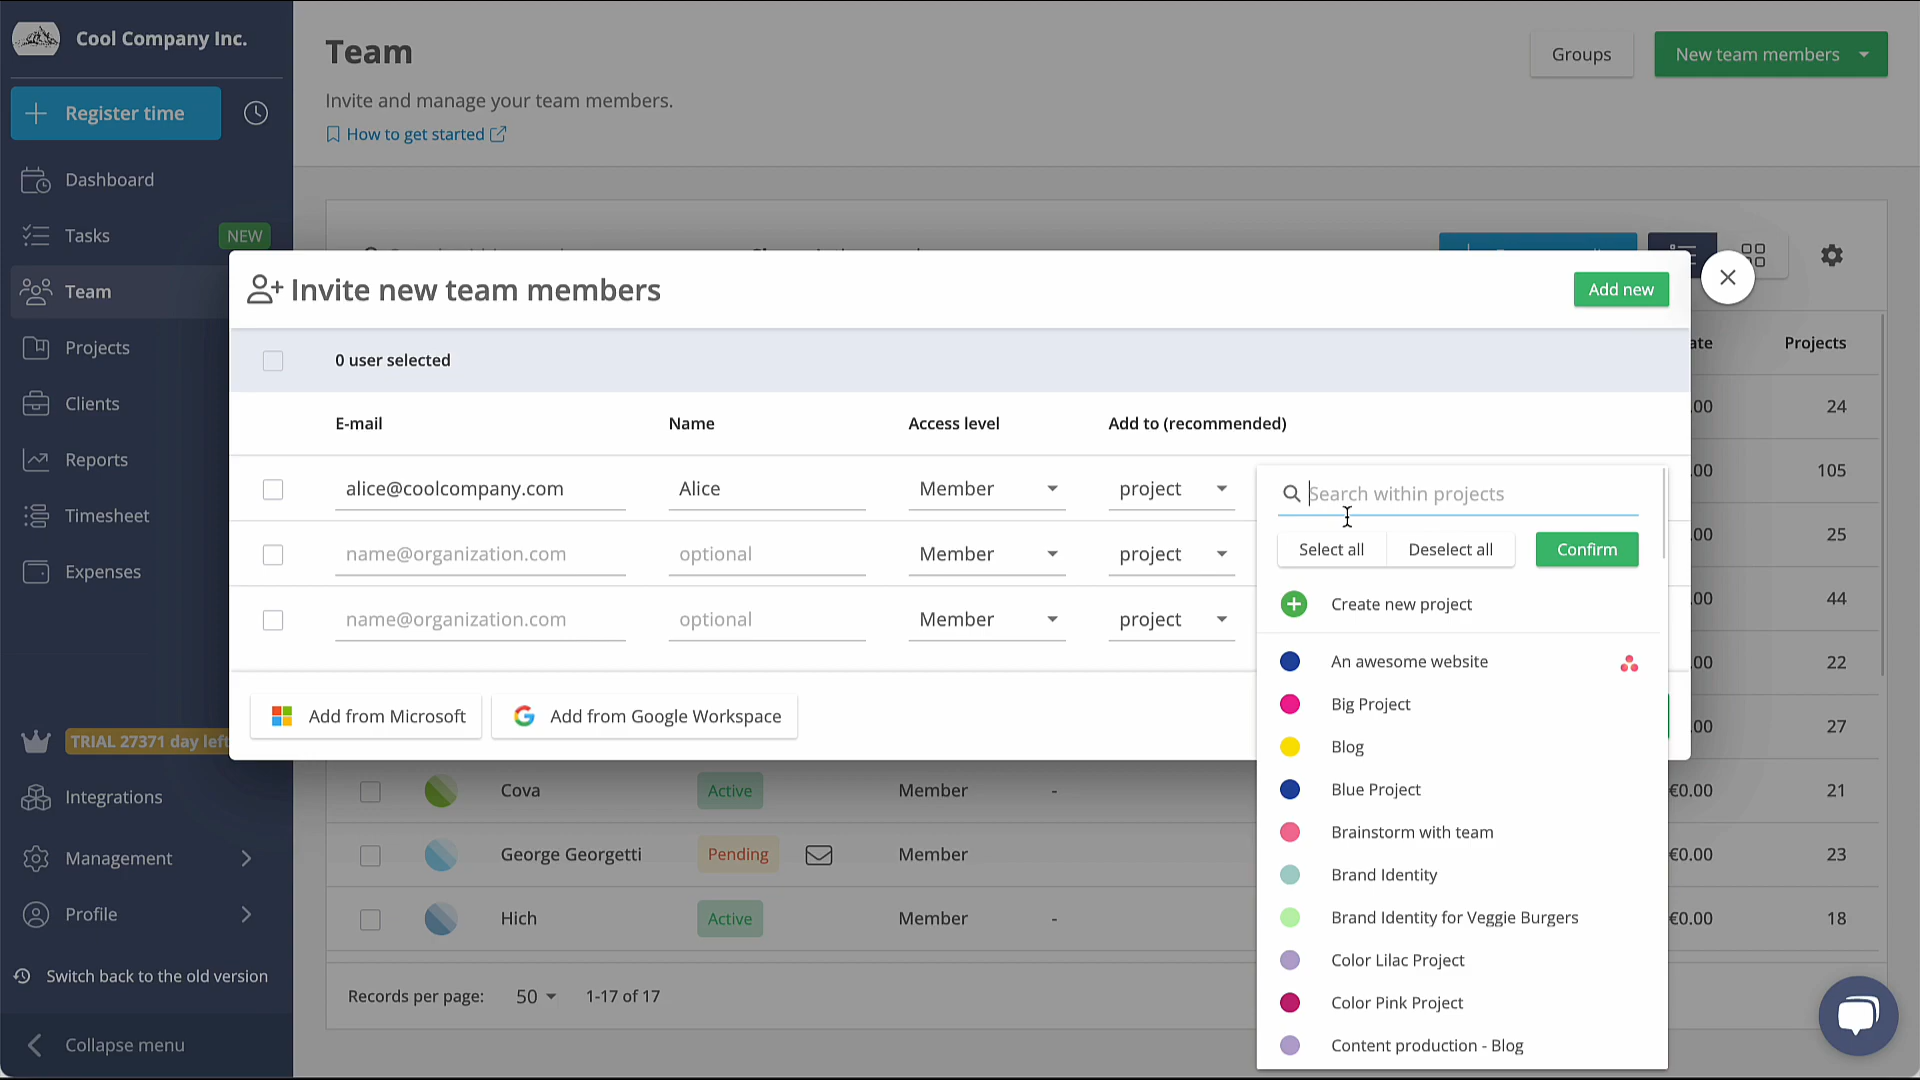 Cool Company Inc.
Register time
Dashboard
Tasks
NEW
Team
Projects
Clients
Reports
Timesheet
Expenses
TRIAL 27371 day left
Integrations
Management
Profile
Switch back to the old version
Collapse menu
Team
Groups
New team members
Invite and manage your team members.
How to get started
Projects
Invite new team members
Add new
0 user selected
E-mail
Name
Access level
Add to (recommended)
alice@coolcompany.com
Alice
Member
project
name@organization.com
optional
Member
project
name@organization.com
optional
Member
project
Add from Microsoft
Add from Google Workspace
Search within projects
Select all
Deselect all
Confirm
Create new project
An awesome website
Big Project
Blog
Blue Project
Brainstorm with team
Brand Identity
Brand Identity for Veggie Burgers
Color Lilac Project
Color Pink Project
Content production - Blog
.00 24
.00 105
.00 25
.00 44
.00 22
.00 27
Cova
Active
Member
-
€0.00
21
George Georgetti
Pending
Member
€0.00
23
Hich
Active
Member
-
€0.00
18
Records per page:
50
1-17 of 17